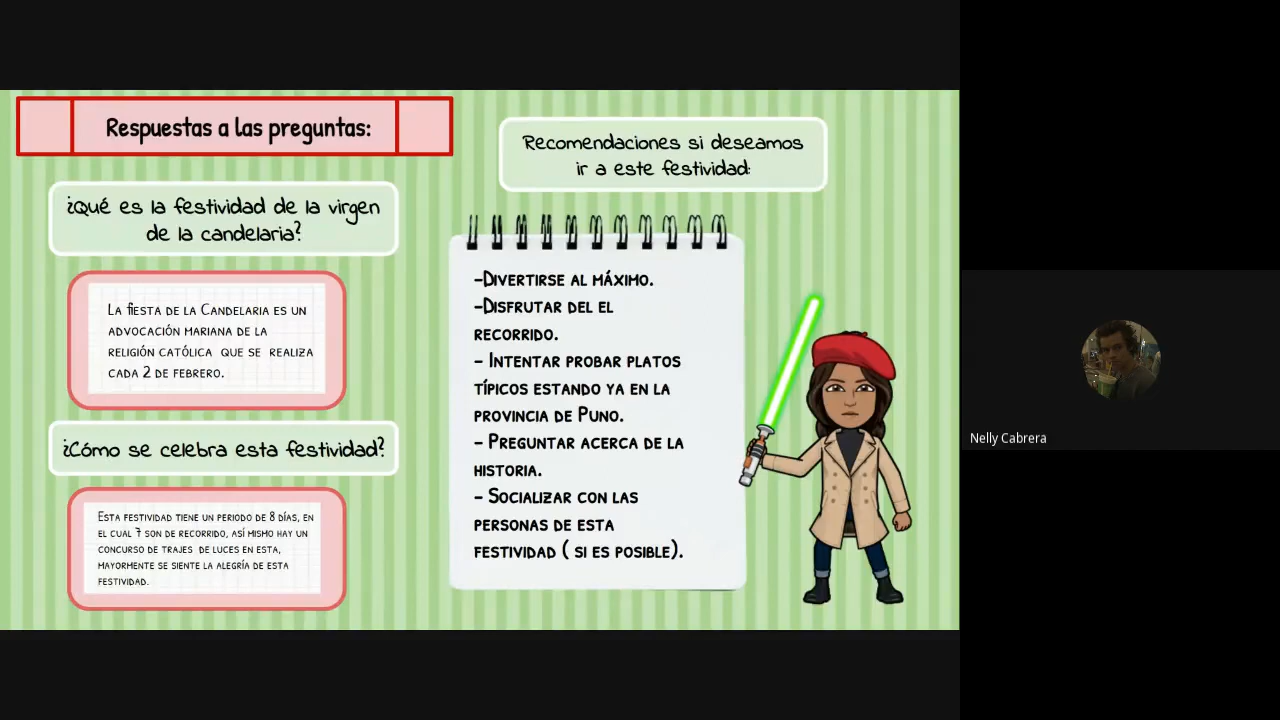 Respuestas a las preguntas:
¿Qué es la festividad de la virgen
de la candelaria?
La fiesta de la Candelaria es un
advocación mariana de la
religión católica que se realiza
cada 2 de febrero.
¿Cómo se celebra esta festividad?
Esta festividad tiene un periodo de 8 días, en
el cual 7 son de recorrido, así mismo hay un
concurso de trajes de luces en esta,
mayormente se siente la alegría de esta
festividad.
Recomendaciones si deseamos
ir a este festividad:
-Divertirse al máximo.
-Disfrutar del el
recorrido.
- Intentar probar platos
típicos estando ya en la
provincia de Puno.
- Preguntar acerca de la
historia.
- Socializar con las
personas de esta
festividad ( si es posible).
Nelly Cabrera